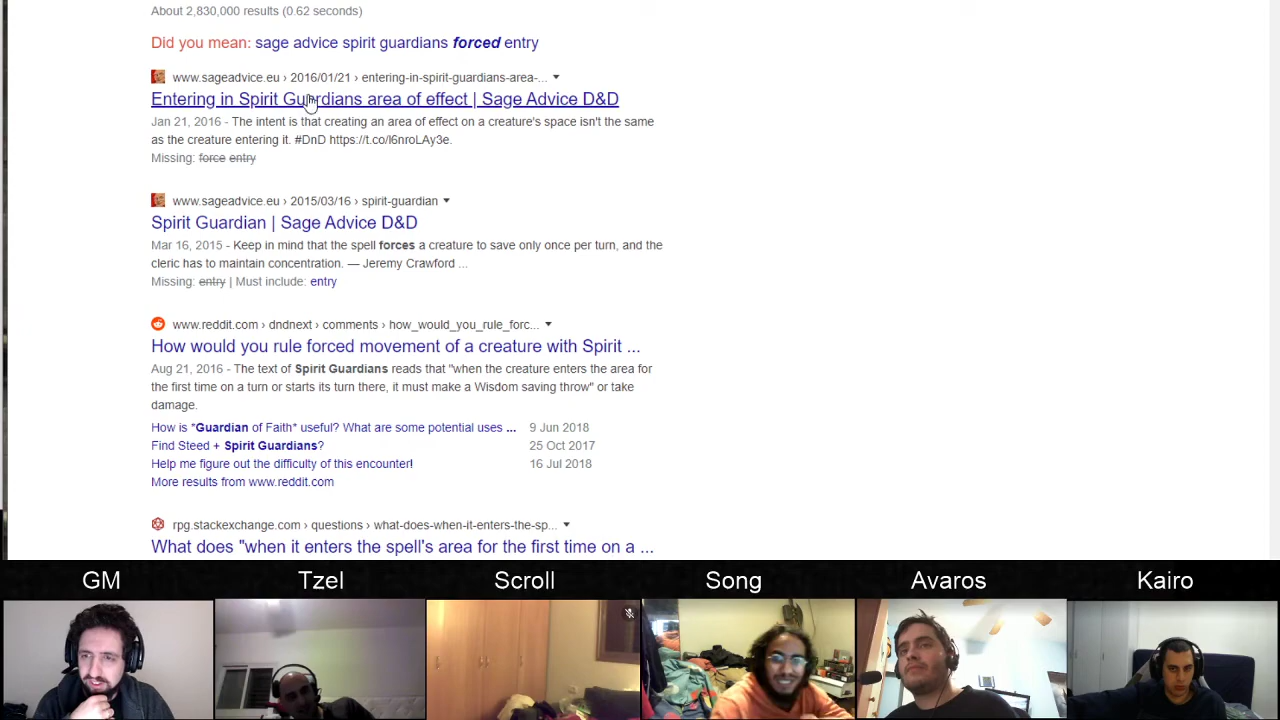 About 2,830,000 results (0.62 seconds)
Did you mean: sage advice spirit guardians forced entry
www.sageadvice.eu › 2016/01/21 › entering-in-spirit-guardians-area-...
Entering in Spirit Guardians area of effect | Sage Advice D&D
Jan 21, 2016 - The intent is that creating an area of effect on a creature's space isn't the same
as the creature entering it. #DnD https://t.co/l6nroLAy3e.
Missing: force entry
www.sageadvice.eu › 2015/03/16 › spirit-guardian
Spirit Guardian | Sage Advice D&D
Mar 16, 2015 - Keep in mind that the spell forces a creature to save only once per turn, and the
cleric has to maintain concentration. — Jeremy Crawford ...
Missing: entry | Must include: entry
www.reddit.com › dndnext › comments › how_would_you_rule_forc...
How would you rule forced movement of a creature with Spirit ...
Aug 21, 2016 - The text of Spirit Guardians reads that "when the creature enters the area for
the first time on a turn or starts its turn there, it must make a Wisdom saving throw" or take
damage.
How is *Guardian of Faith* useful? What are some potential uses ... 9 Jun 2018
Find Steed + Spirit Guardians? 25 Oct 2017
Help me figure out the difficulty of this encounter! 16 Jul 2018
More results from www.reddit.com
rpg.stackexchange.com › questions › what-does-when-it-enters-the-sp...
What does "when it enters the spell's area for the first time on a ...
GM Tzel Scroll Song Avaros Kairo